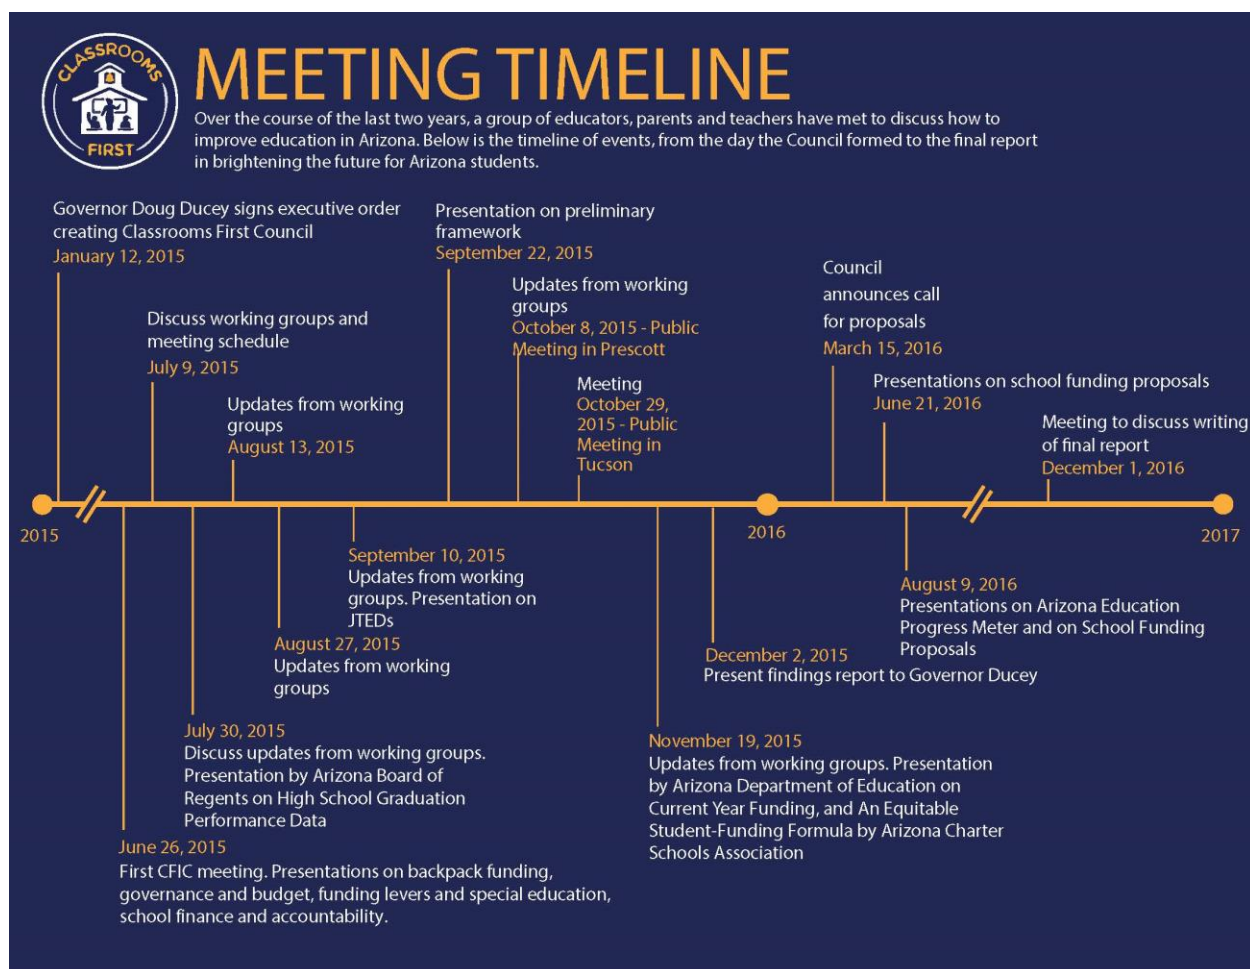 CLASSROOMS
FIRST
MEETING TIMELINE
Over the course of the last two years, a group of educators, parents and teachers have met to discuss how to
improve education in Arizona. Below is the timeline of events, from the day the Council formed to the final report
in brightening the future for Arizona students.
Governor Doug Ducey signs executive order
creating Classrooms First Council
January 12, 2015
Discuss working groups and
meeting schedule
July 9, 2015
Updates from working
groups
August 13, 2015
Presentation on preliminary
framework
September 22, 2015
Updates from working
groups
October 8, 2015 - Public
Meeting in Prescott
Meeting
October 29,
2015 - Public
Meeting in
Tucson
Council
announces call
for proposals
March 15, 2016
Presentations on school funding proposals
June 21, 2016
Meeting to discuss writing
of final report
December 1, 2016
2015
2016
2017
June 26, 2015
First CFIC meeting. Presentations on backpack funding,
governance and budget, funding levers and special education,
school finance and accountability.
July 30, 2015
Discuss updates from working groups.
Presentation by Arizona Board of
Regents on High School Graduation
Performance Data
August 27, 2015
Updates from working
groups
September 10, 2015
Updates from working
groups. Presentation on
JTEDs
November 19, 2015
Updates from working groups. Presentation
by Arizona Department of Education on
Current Year Funding, and An Equitable
Student-Funding Formula by Arizona Charter
Schools Association
December 2, 2015
Present findings report to Governor Ducey
August 9, 2016
Presentations on Arizona Education
Progress Meter and on School Funding
Proposals